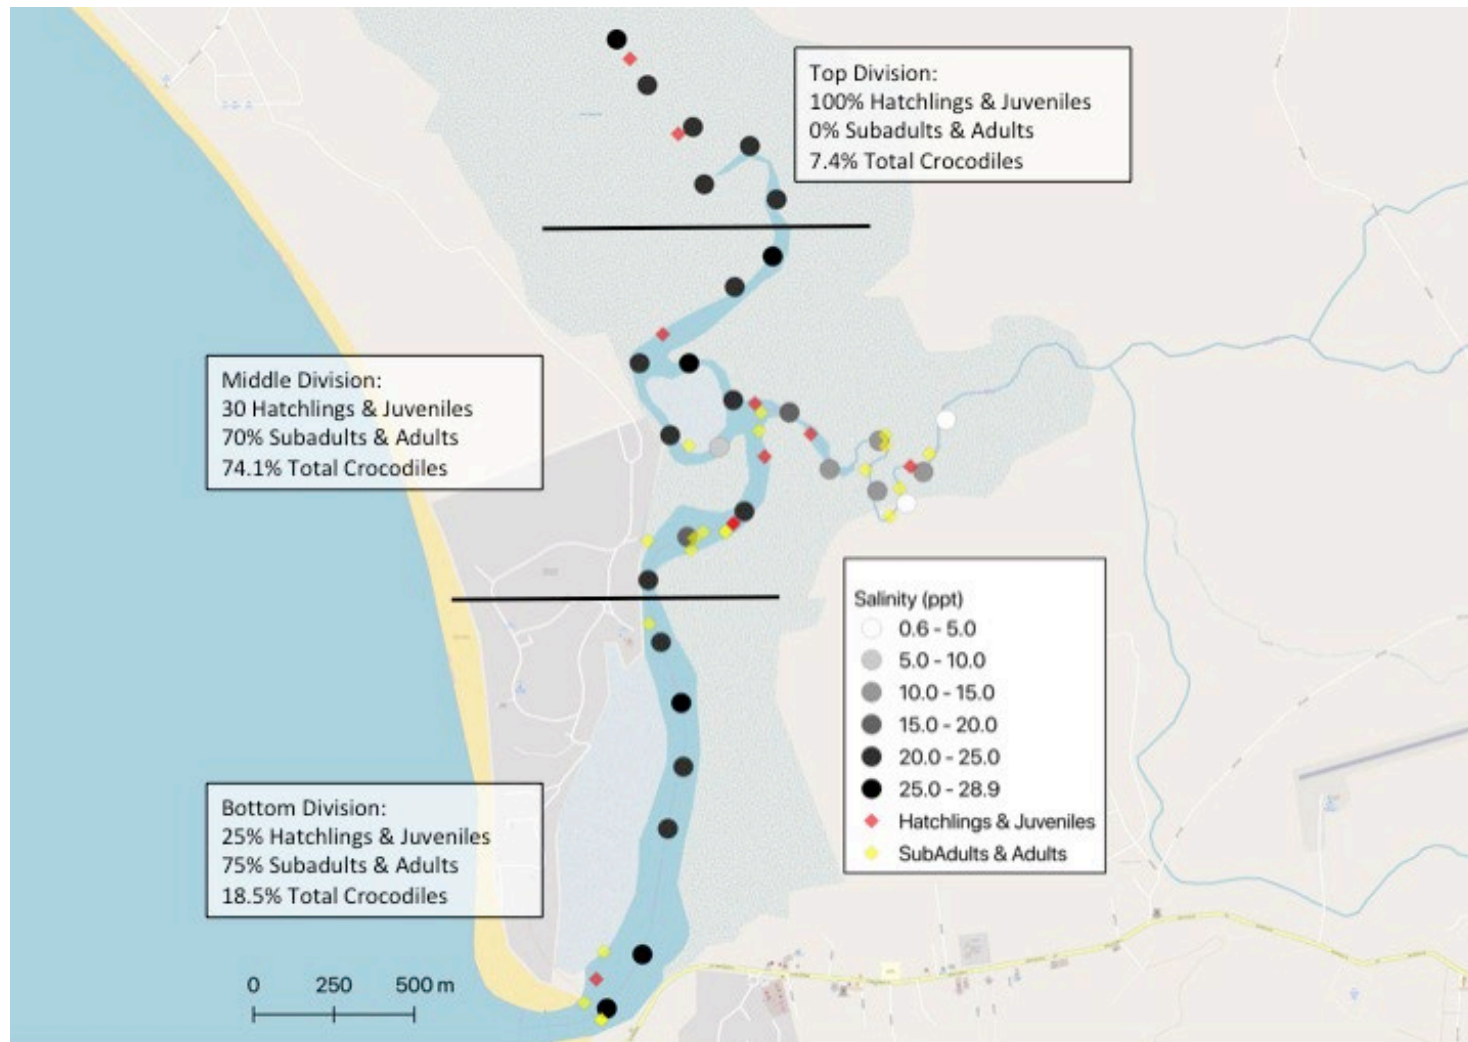 Top Division:
100% Hatchlings & Juveniles
0% Subadults & Adults
7.4% Total Crocodiles
Middle Division:
30 Hatchlings & Juveniles
70% Subadults & Adults
74.1% Total Crocodiles
Salinity (ppt)
0.6 - 5.0
5.0 - 10.0
10.0 - 15.0
15.0 - 20.0
20.0 - 25.0
25.0 - 28.9
Hatchlings & Juveniles
SubAdults & Adults
Bottom Division:
25% Hatchlings & Juveniles
75% Subadults & Adults
18.5% Total Crocodiles
0 250 500 m